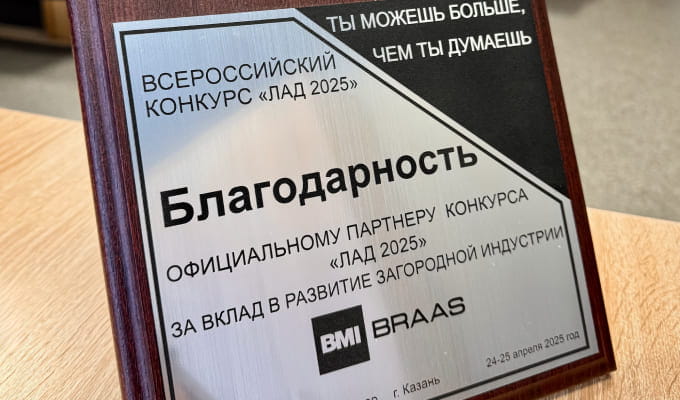 ТЫ МОЖЕШЬ БОЛЬШЕ,
ЧЕМ ТЫ ДУМАЕШЬ
ВСЕРОССИЙСКИЙ
КОНКУРС «ЛАД 2025»
Благодарность
ОФИЦИАЛЬНОМУ ПАРТНЕРУ КОНКУРСА
«ЛАД 2025»
ЗА ВКЛАД В РАЗВИТИЕ ЗАГОРОДНОЙ ИНДУСТРИИ
BMI BRAAS
г. Казань
24-25 апреля 2025 год